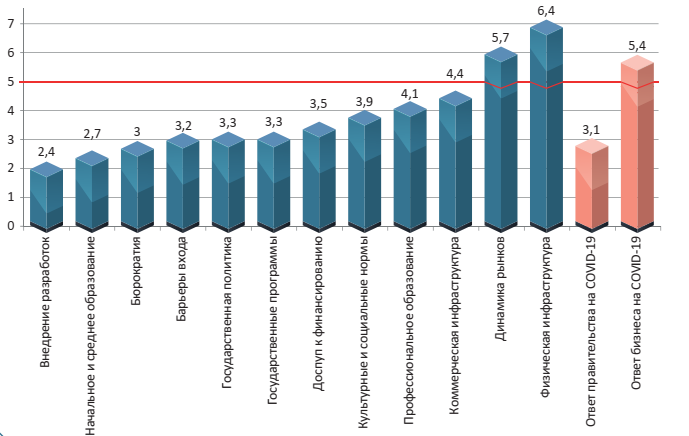 7
6
5
4
3
2
1
0
2,4
2,7
3
3,2
3,3
3,3
3,5
3,9
4,1
4,4
5,7
6,4
3,1
5,4
Внедрение разработок
Начальное и среднее образование
Бюрократия
Барьеры входа
Государственная политика
Государственные программы
Доступ к финансированию
Культурные и социальные нормы
Профессиональное образование
Коммерческая инфраструктура
Динамика рынков
Физическая инфраструктура
Ответ правительства на COVID-19
Ответ бизнеса на COVID-19